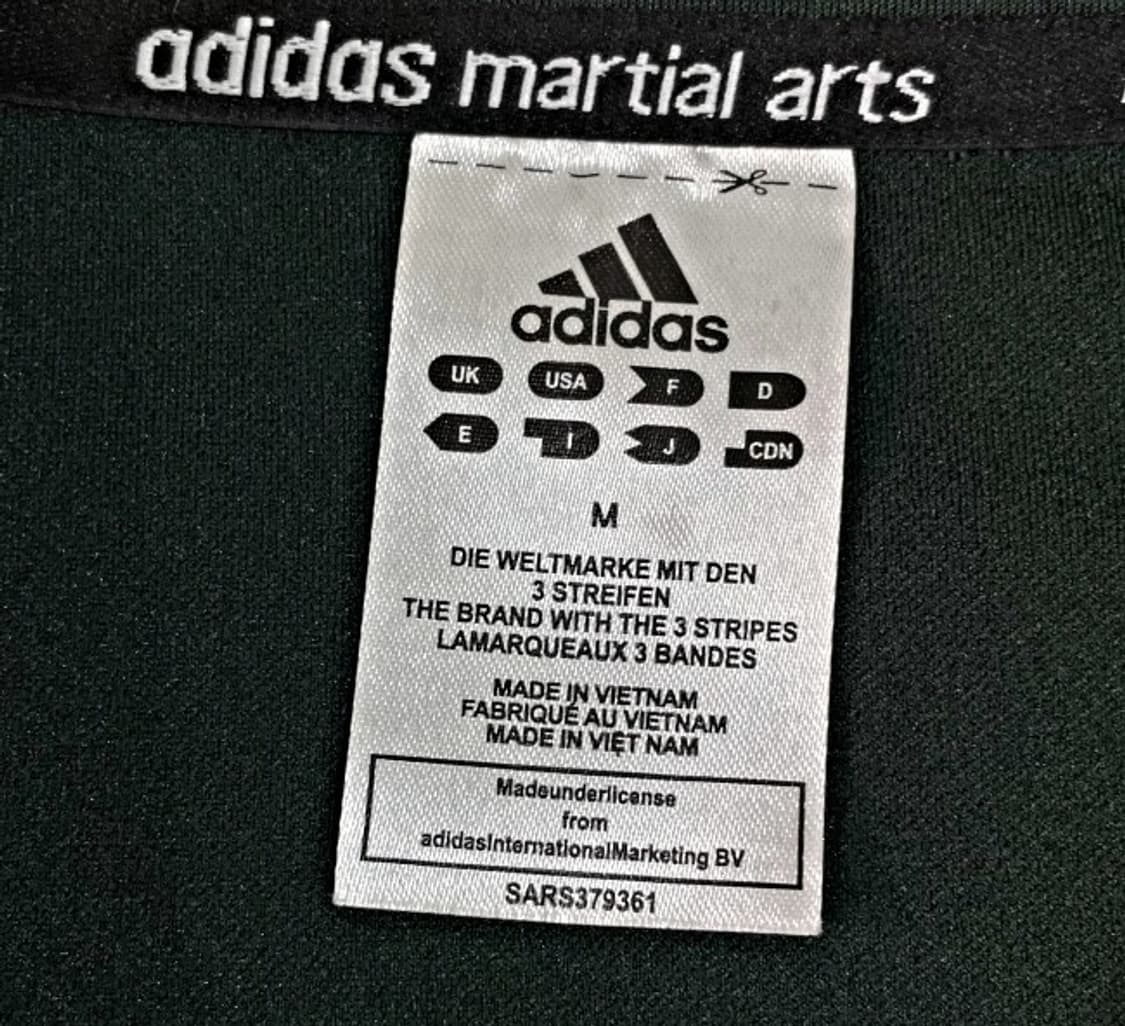 adidas martial arts
adidas
UK USA F D
E I J CDN
M
DIE WELTMARKE MIT DEN
3 STREIFEN
THE BRAND WITH THE 3 STRIPES
LAMARQUEAUX 3 BANDES
MADE IN VIETNAM
FABRIQUÉ AU VIETNAM
MADE IN VIỆT NAM
Madeunderlicense
from
adidasInternationalMarketing BV
SARS379361